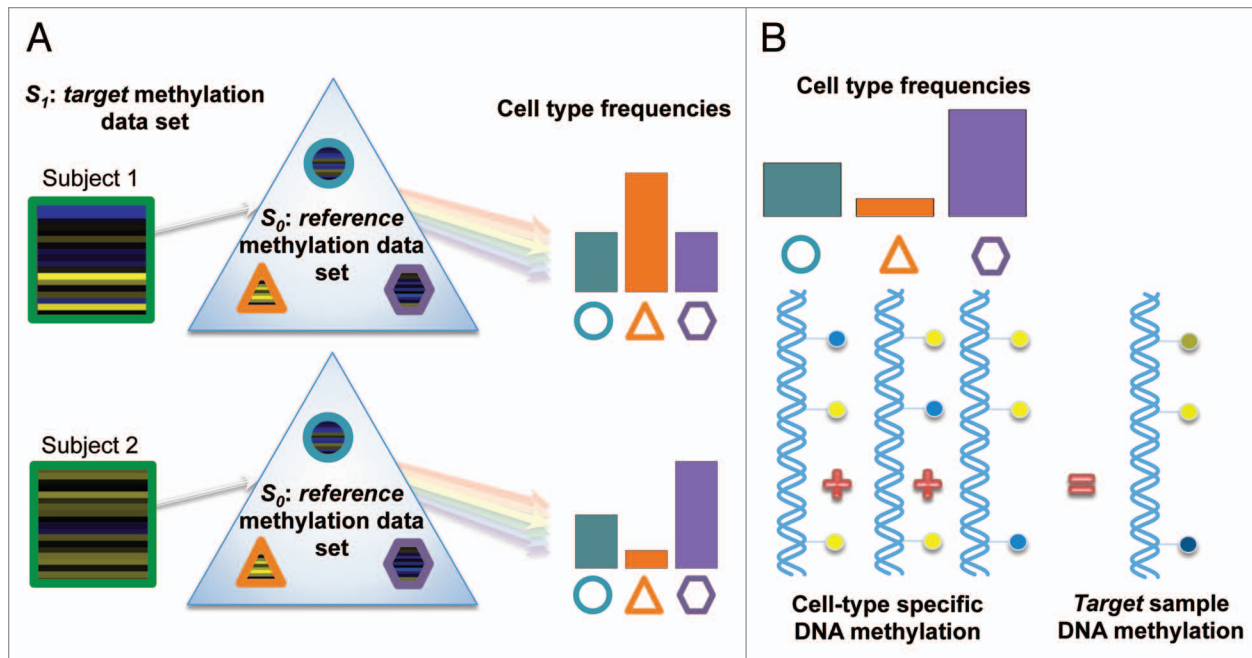 A
S1: target methylation
data set
Subject 1
S0: reference
methylation data
set
Cell type frequencies
Subject 2
S0: reference
methylation data
set
B
Cell type frequencies
+ + =
Cell-type specific
DNA methylation
Target sample
DNA methylation